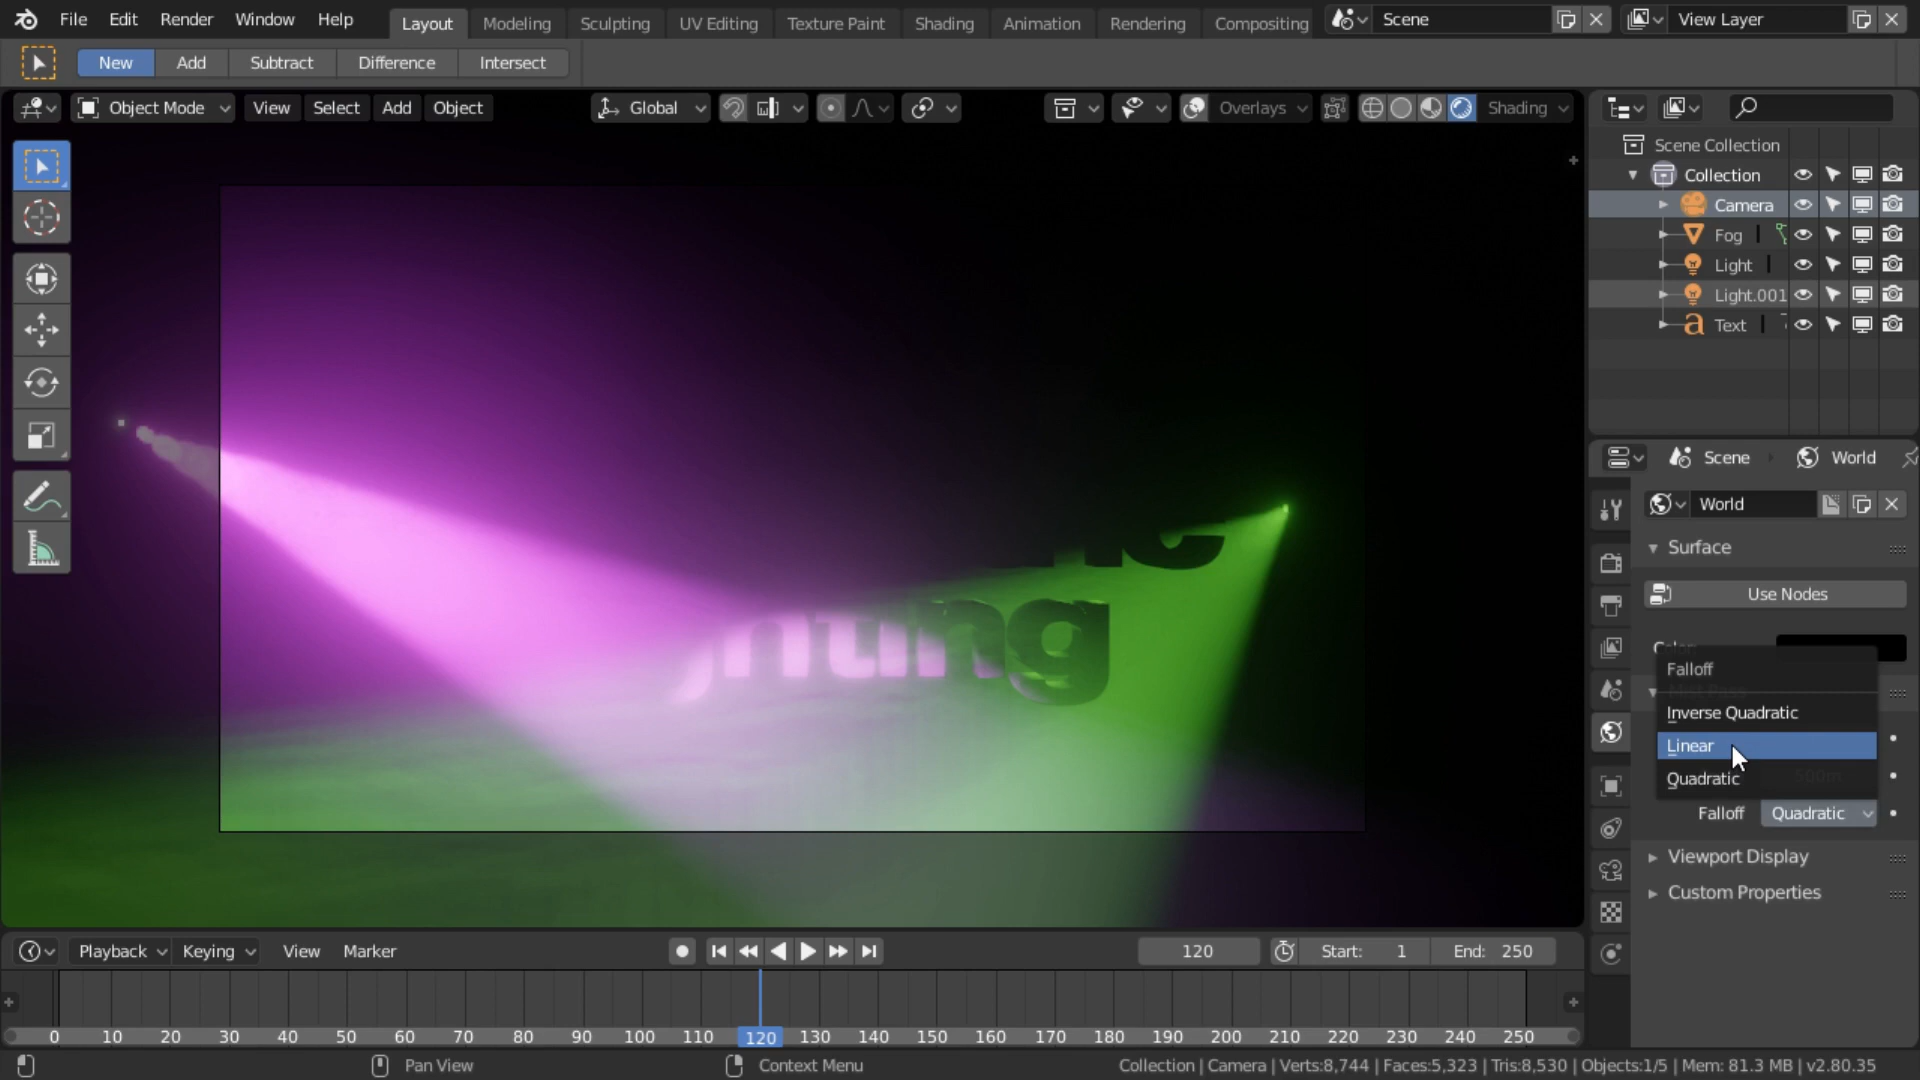 File Edit Render Window Help Layout Modeling Sculpting UV Editing Texture Paint Shading Animation Rendering Compositing Scene View Layer
New Add Subtract Difference Intersect
Object Mode View Select Add Object Global Overlays Shading
Scene Collection
Collection
Camera
Fog
Light
Light.001
Text
Scene World
World
Surface
Use Nodes
Falloff
Inverse Quadratic
Linear
Quadratic
Falloff Quadratic
Viewport Display
Custom Properties
nting
Playback Keying View Marker 120 Start: 1 End: 250
0 10 20 30 40 50 60 70 80 90 100 110 120 130 140 150 160 170 180 190 200 210 220 230 240 250
Pan View Context Menu Collection | Camera | Verts:8,744 | Faces:5,323 | Tris:8,530 | Objects:1/5 | Mem: 81.3 MB | v2.80.35